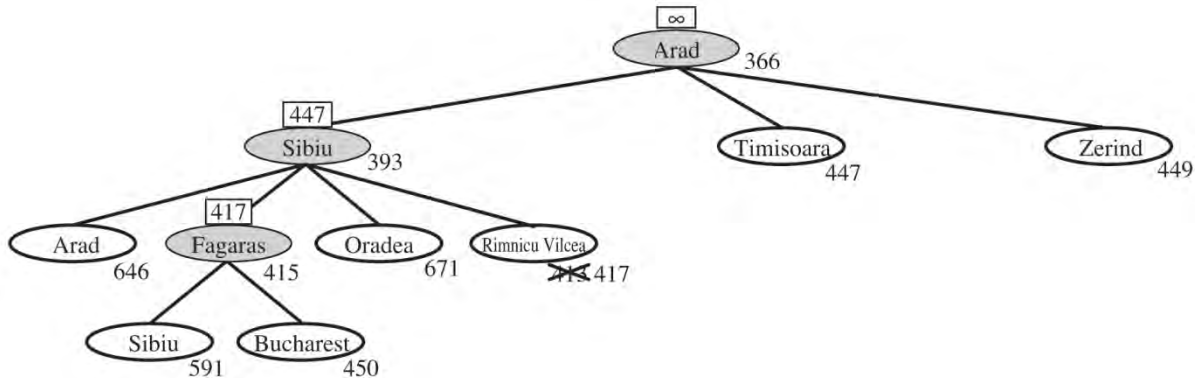 ∞
Arad
366
447
Sibiu
393
Timisoara
447
Zerind
449
417
Arad
646
Fagaras
415
Oradea
671
Rimnicu Vilcea
413 417
Sibiu
591
Bucharest
450